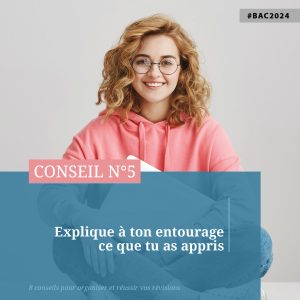 #BAC2024
CONSEIL N°5
Explique à ton entourage
ce que tu as appris
8 conseils pour organiser et réussir vos révisions